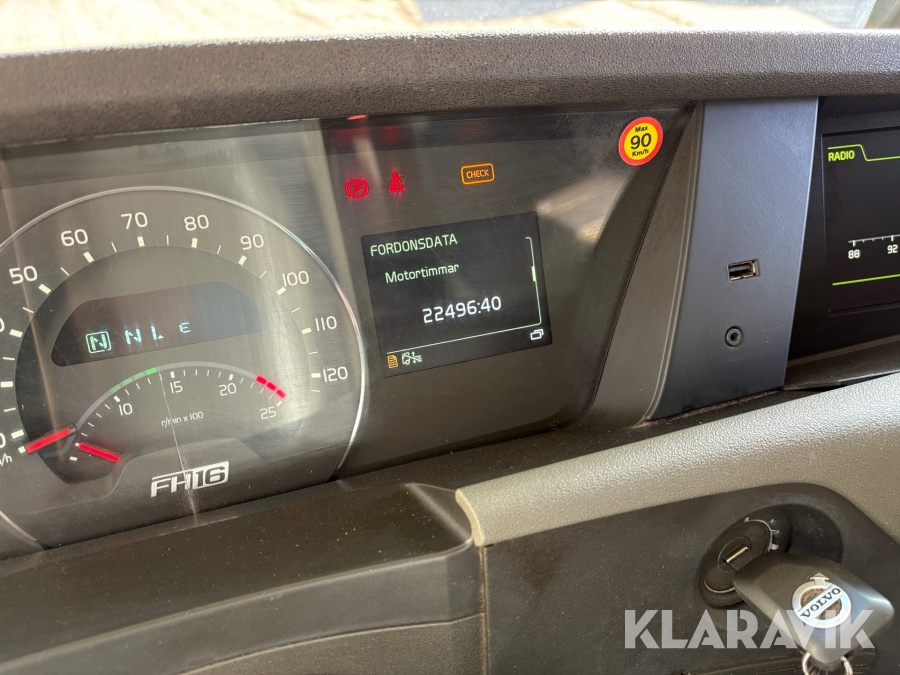 Max
90
Km/h
CHECK
RADIO
FORDONSDATA
Motortimmar
22496:40
50 60 70 80 90 100 110 120
88 92
N N L E
10 15 20 25
r/min x 100
FH16
VOLVO
KLARAVIK